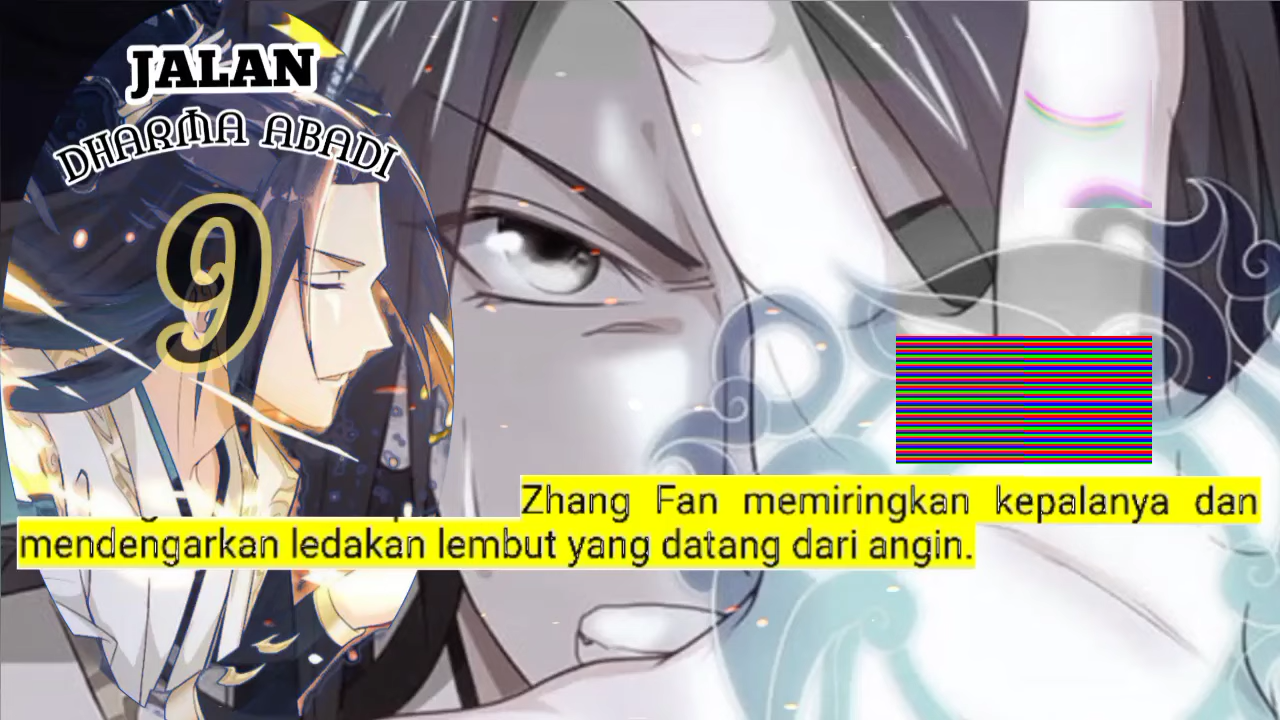 JALAN
DHARMA ABADI
9
Zhang Fan memiringkan kepalanya dan
mendengarkan ledakan lembut yang datang dari angin.